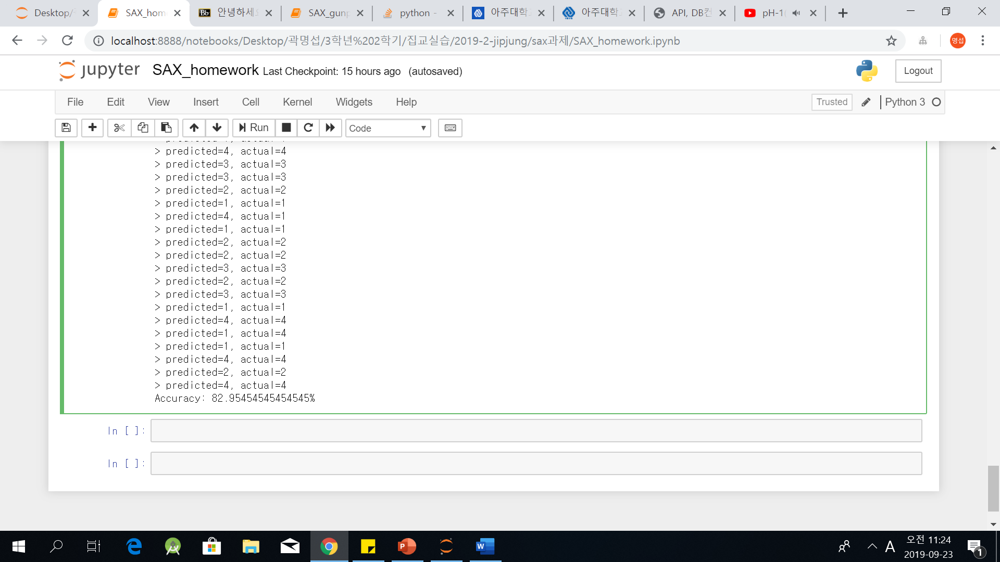 Desktop/
SAX_hom
Bb 안녕하세
SAX_gunp
python -
아주대학
아주대학
API, DB컨
pH-1
localhost:8888/notebooks/Desktop/곽명섭/3학년%202학기/집교실습/2019-2-jipjung/sax과제/SAX_homework.ipynb
명섭
jupyter SAX_homework Last Checkpoint: 15 hours ago (autosaved)
Logout
File Edit View Insert Cell Kernel Widgets Help
Trusted Python 3
Run Code
> predicted=4, actual=4
> predicted=3, actual=3
> predicted=3, actual=3
> predicted=2, actual=2
> predicted=1, actual=1
> predicted=4, actual=1
> predicted=1, actual=1
> predicted=2, actual=2
> predicted=2, actual=2
> predicted=3, actual=3
> predicted=2, actual=2
> predicted=3, actual=3
> predicted=1, actual=1
> predicted=4, actual=4
> predicted=1, actual=4
> predicted=1, actual=1
> predicted=4, actual=4
> predicted=2, actual=2
> predicted=4, actual=4
Accuracy: 82.95454545454545%
In [ ]:
In [ ]:
A
오전 11:24
2019-09-23
1